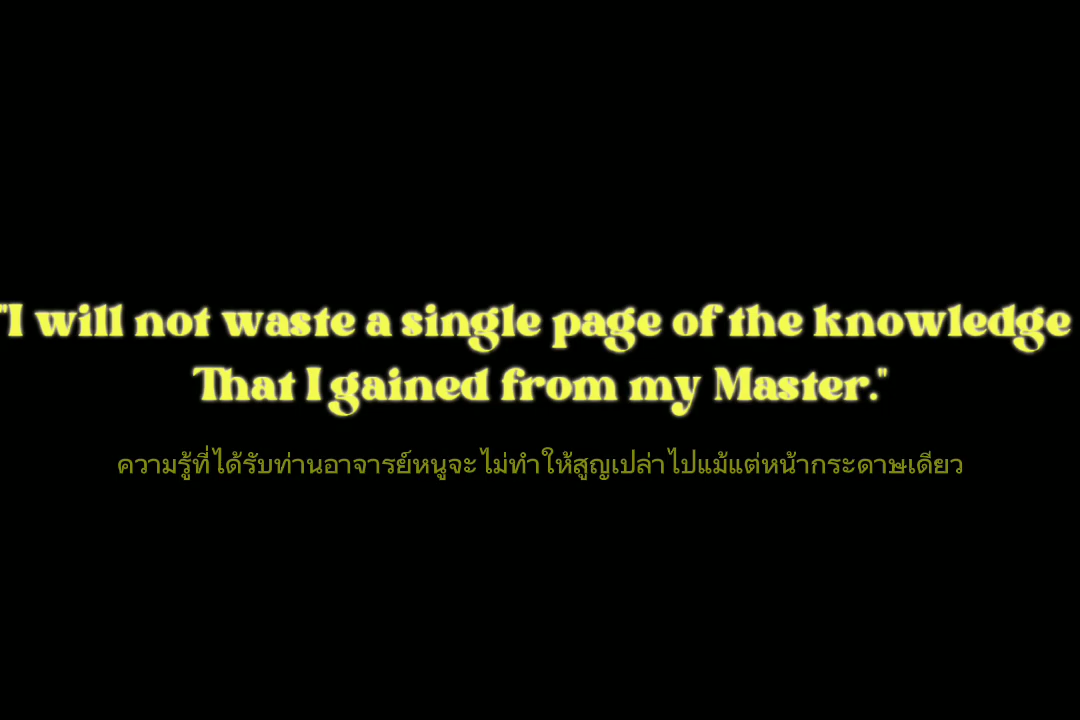 "I will not waste a single page of the knowledge
That I gained from my Master."
ความรู้ที่ได้รับท่านอาจารย์หนูจะไม่ทำให้สูญเปล่าไปแม้แต่หน้ากระดาษเดียว